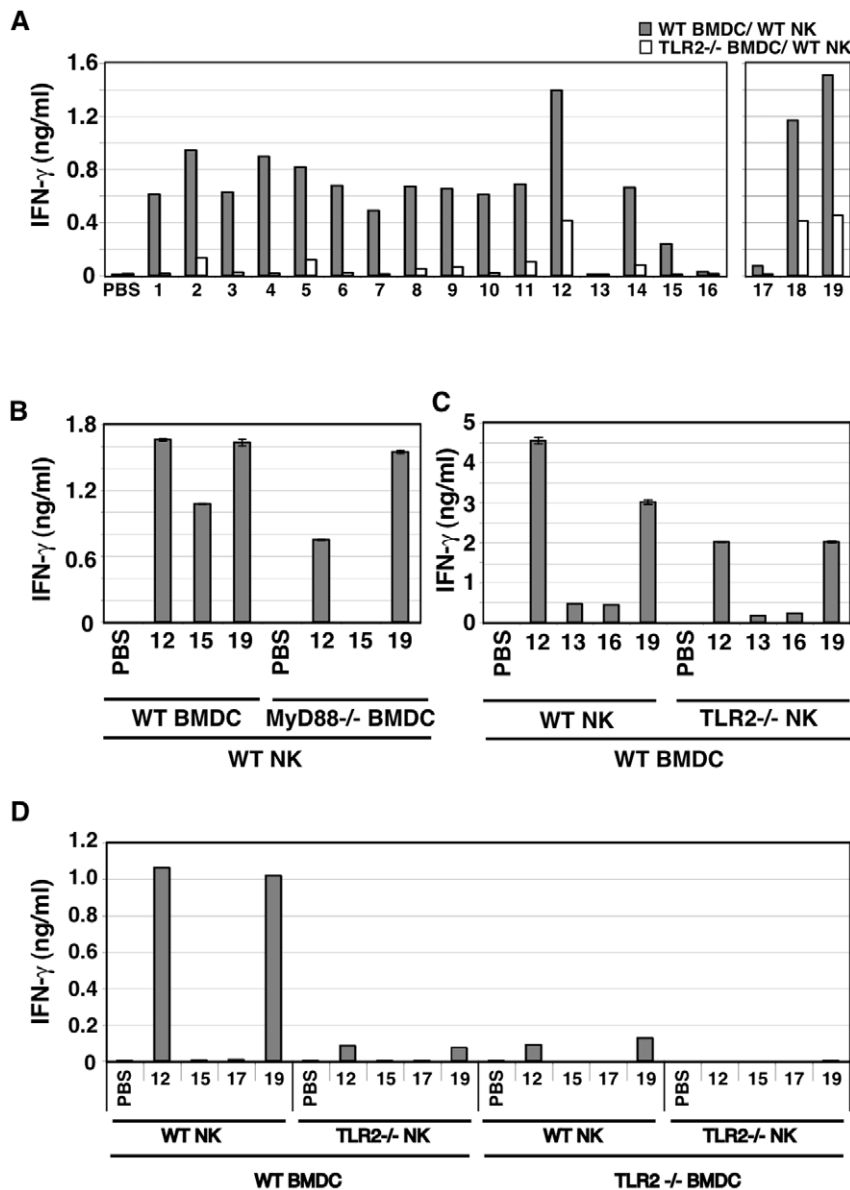 A
WT BMDC/ WT NK
TLR2-/- BMDC/ WT NK
IFN-γ (ng/ml)
1.6
1.2
0.8
0.4
0
PBS 1 2 3 4 5 6 7 8 9 10 11 12 13 14 15 16 17 18 19
B
IFN-γ (ng/ml)
1.8
1.2
0.6
0
PBS 12 15 19 PBS 12 15 19
WT BMDC MyD88-/- BMDC
WT NK
C
IFN-γ (ng/ml)
5
4
3
2
1
0
PBS 12 13 16 19 PBS 12 13 16 19
WT NK TLR2-/- NK
WT BMDC
D
IFN-γ (ng/ml)
1.2
1.0
0.8
0.6
0.4
0.2
0
PBS 12 15 17 19 PBS 12 15 17 19 PBS 12 15 17 19 PBS 12 15 17 19
WT NK TLR2-/- NK WT NK TLR2-/- NK
WT BMDC TLR2 -/- BMDC